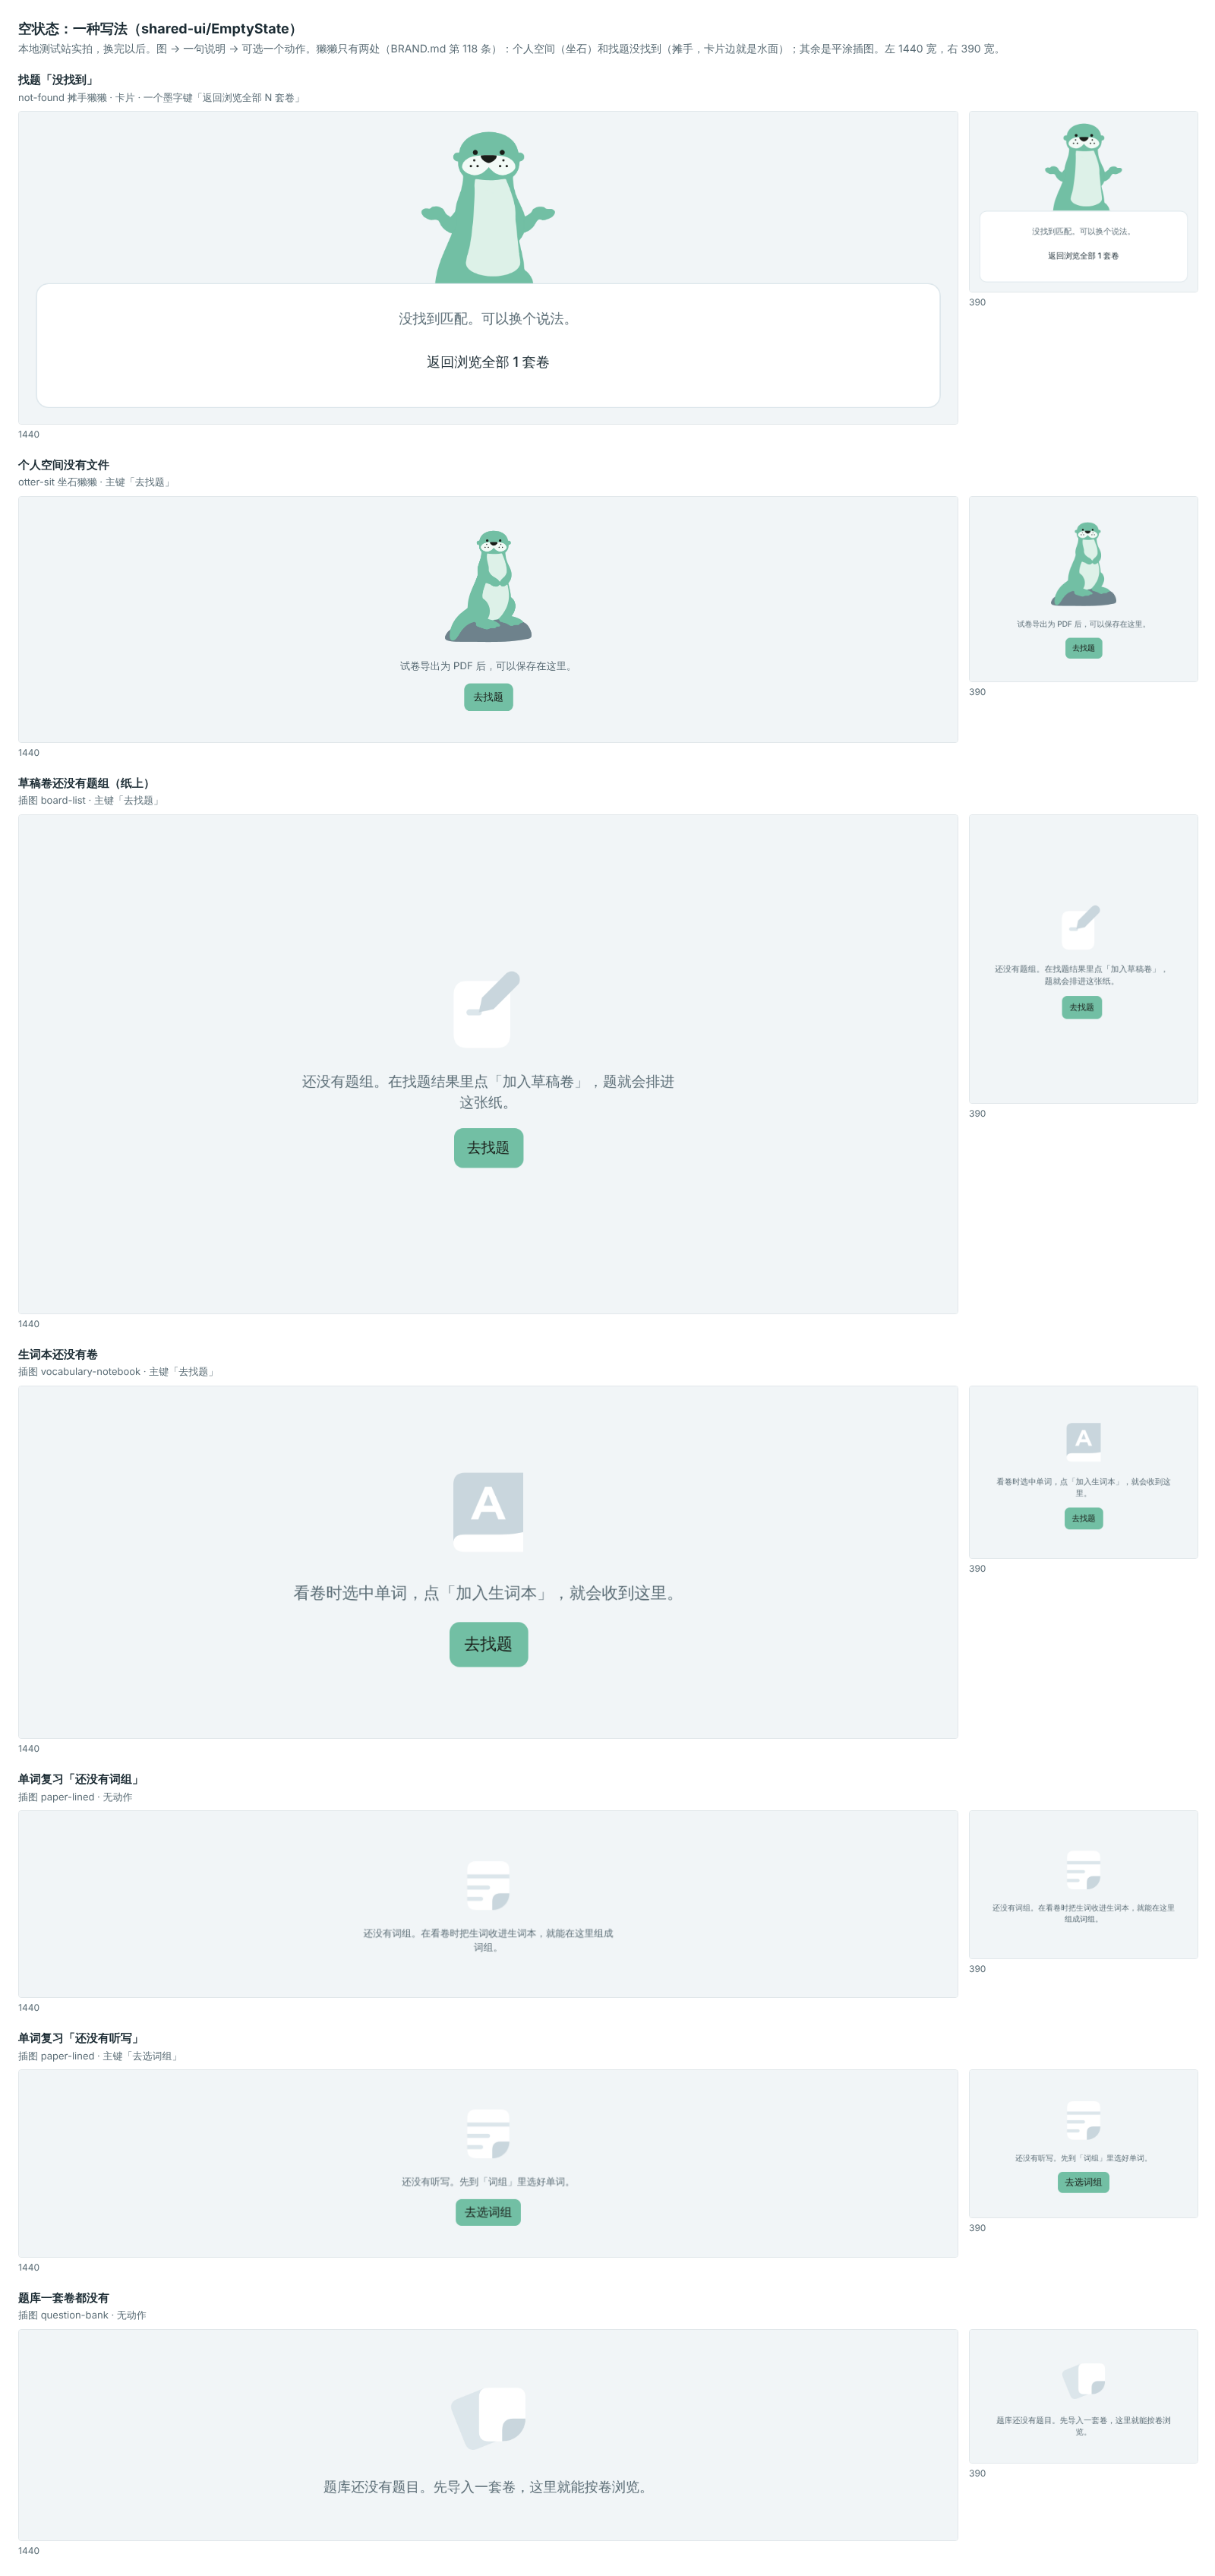 空状态：一种写法（shared-ui/EmptyState）
本地测试站实拍，换完以后。图 → 一句说明 → 可选一个动作。獭獭只有两处（BRAND.md 第 118 条）：个人空间（坐石）和找题没找到（摊手，卡片边就是水面）；其余是平涂插图。左 1440 宽，右 390 宽。
找题「没找到」
not-found 摊手獭獭 · 卡片 · 一个墨字键「返回浏览全部 N 套卷」
没找到匹配。可以换个说法。
返回浏览全部 1 套卷
1440
没找到匹配。可以换个说法。
返回浏览全部 1 套卷
390
个人空间没有文件
otter-sit 坐石獭獭 · 主键「去找题」
试卷导出为 PDF 后，可以保存在这里。
去找题
1440
试卷导出为 PDF 后，可以保存在这里。
去找题
390
草稿卷还没有题组（纸上）
插图 board-list · 主键「去找题」
还没有题组。在找题结果里点「加入草稿卷」，题就会排进
这张纸。
去找题
1440
还没有题组。在找题结果里点「加入草稿卷」，
题就会排进这张纸。
去找题
390
生词本还没有卷
插图 vocabulary-notebook · 主键「去找题」
A
看卷时选中单词，点「加入生词本」，就会收到这里。
去找题
1440
A
看卷时选中单词，点「加入生词本」，就会收到这
里。
去找题
390
单词复习「还没有词组」
插图 paper-lined · 无动作
还没有词组。在看卷时把生词收进生词本，就能在这里组成
词组。
1440
还没有词组。在看卷时把生词收进生词本，就能在这里
组成词组。
390
单词复习「还没有听写」
插图 paper-lined · 主键「去选词组」
还没有听写。先到「词组」里选好单词。
去选词组
1440
还没有听写。先到「词组」里选好单词。
去选词组
390
题库一套卷都没有
插图 question-bank · 无动作
题库还没有题目。先导入一套卷，这里就能按卷浏览。
1440
题库还没有题目。先导入一套卷，这里就能按卷浏
览。
390